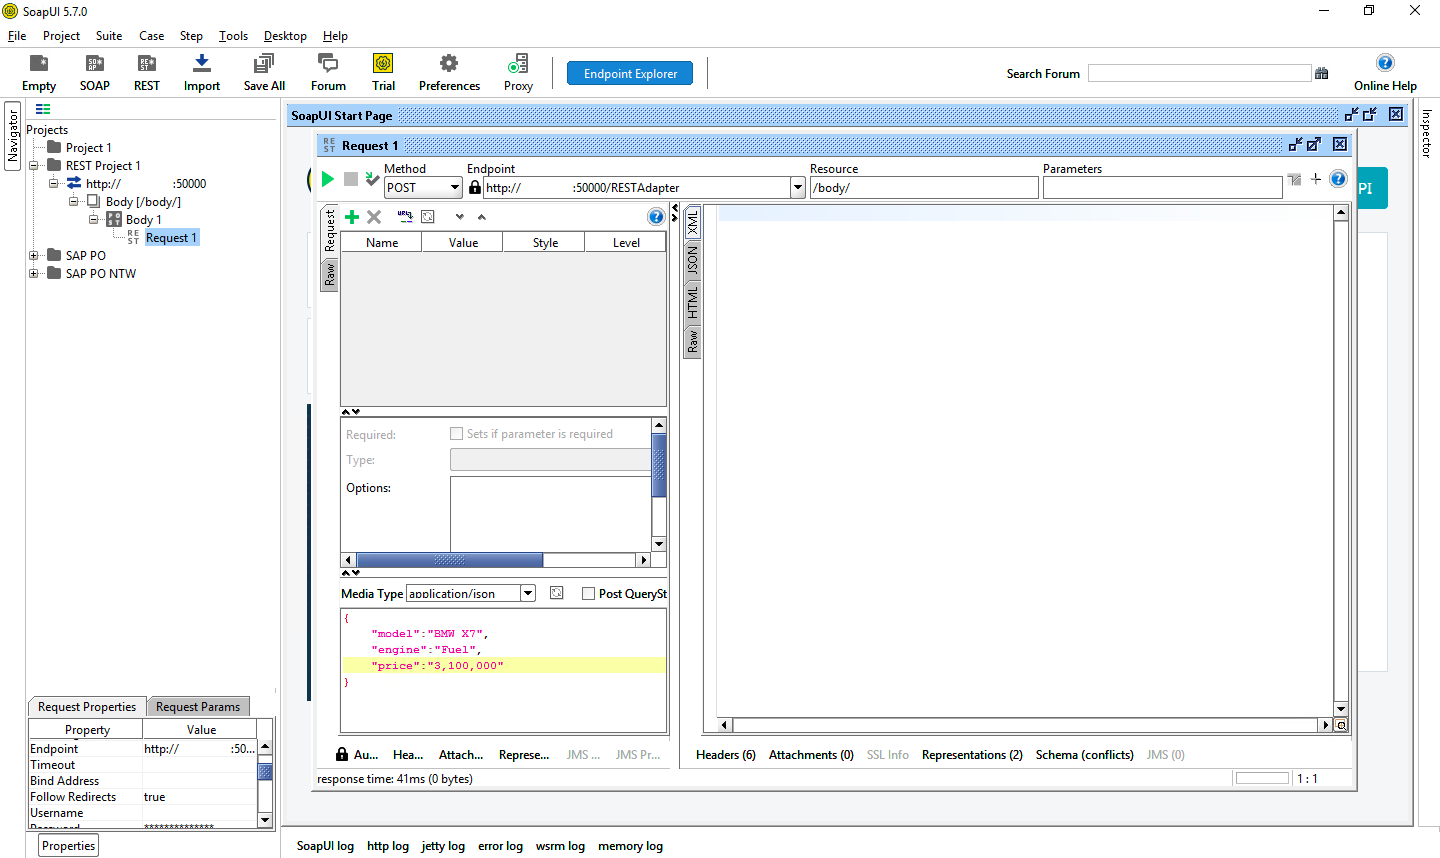 SoapUI 5.7.0
File Project Suite Case Step Tools Desktop Help
Empty SOAP REST Import Save All Forum Trial Preferences Proxy Endpoint Explorer Search Forum Online Help
Navigator
Projects
Project 1
REST Project 1
http:// :50000
Body [/body/]
Body 1
Request 1
SAP PO
SAP PO NTW
SoapUI Start Page
Request 1
Method Endpoint Resource Parameters
POST http:// :50000/RESTAdapter /body/
PI
Inspector
Request
Raw
Name Value Style Level
Required: Sets if parameter is required
Type:
Options:
Media Type application/json Post QuerySt
{
"model":"BMW X7",
"engine":"Fuel",
"price":"3,100,000"
}
XML
JSON
HTML
Raw
Au... Hea... Attach... Represe... JMS ... JMS Pr...
Headers (6) Attachments (0) SSL Info Representations (2) Schema (conflicts) JMS (0)
response time: 41ms (0 bytes)
1 : 1
Request Properties Request Params
Property Value
Endpoint http:// :50...
Timeout
Bind Address
Follow Redirects true
Username
Password **************
Properties
SoapUI log http log jetty log error log wsrm log memory log